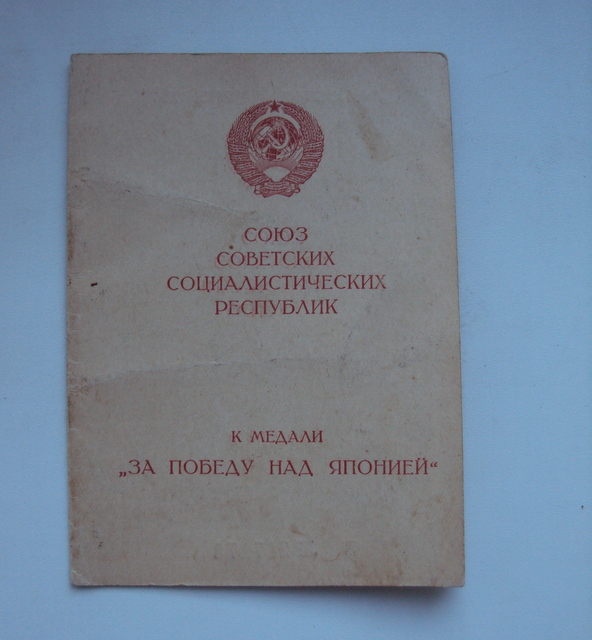 СОЮЗ
СОВЕТСКИХ
СОЦИАЛИСТИЧЕСКИХ
РЕСПУБЛИК
К МЕДАЛИ
„ЗА ПОБЕДУ НАД ЯПОНИЕЙ“